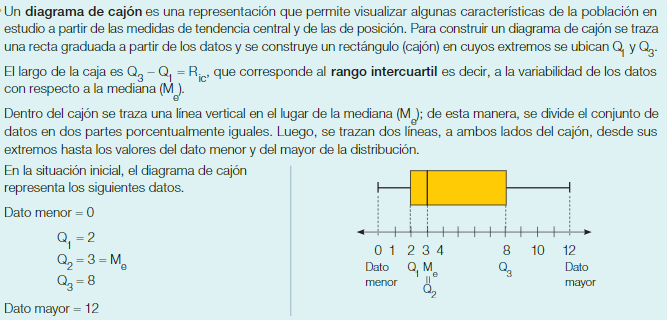 Un diagrama de cajón es una representación que permite visualizar algunas características de la población en
estudio a partir de las medidas de tendencia central y de las de posición. Para construir un diagrama de cajón se traza
una recta graduada a partir de los datos y se construye un rectángulo (cajón) en cuyos extremos se ubican Q₁ y Q₃.
El largo de la caja es Q₃ – Q₁ = R_ic, que corresponde al rango intercuartil es decir, a la variabilidad de los datos
con respecto a la mediana (Mₑ).
Dentro del cajón se traza una línea vertical en el lugar de la mediana (Mₑ); de esta manera, se divide el conjunto de
datos en dos partes porcentualmente iguales. Luego, se trazan dos líneas, a ambos lados del cajón, desde sus
extremos hasta los valores del dato menor y del mayor de la distribución.
En la situación inicial, el diagrama de cajón
representa los siguientes datos.
Dato menor = 0
Q₁ = 2
Q₂ = 3 = Mₑ
Q₃ = 8
Dato mayor = 12
0 1 2 3 4 8 10 12
Dato Q₁ Mₑ Q₃ Dato
menor = mayor
Q₂